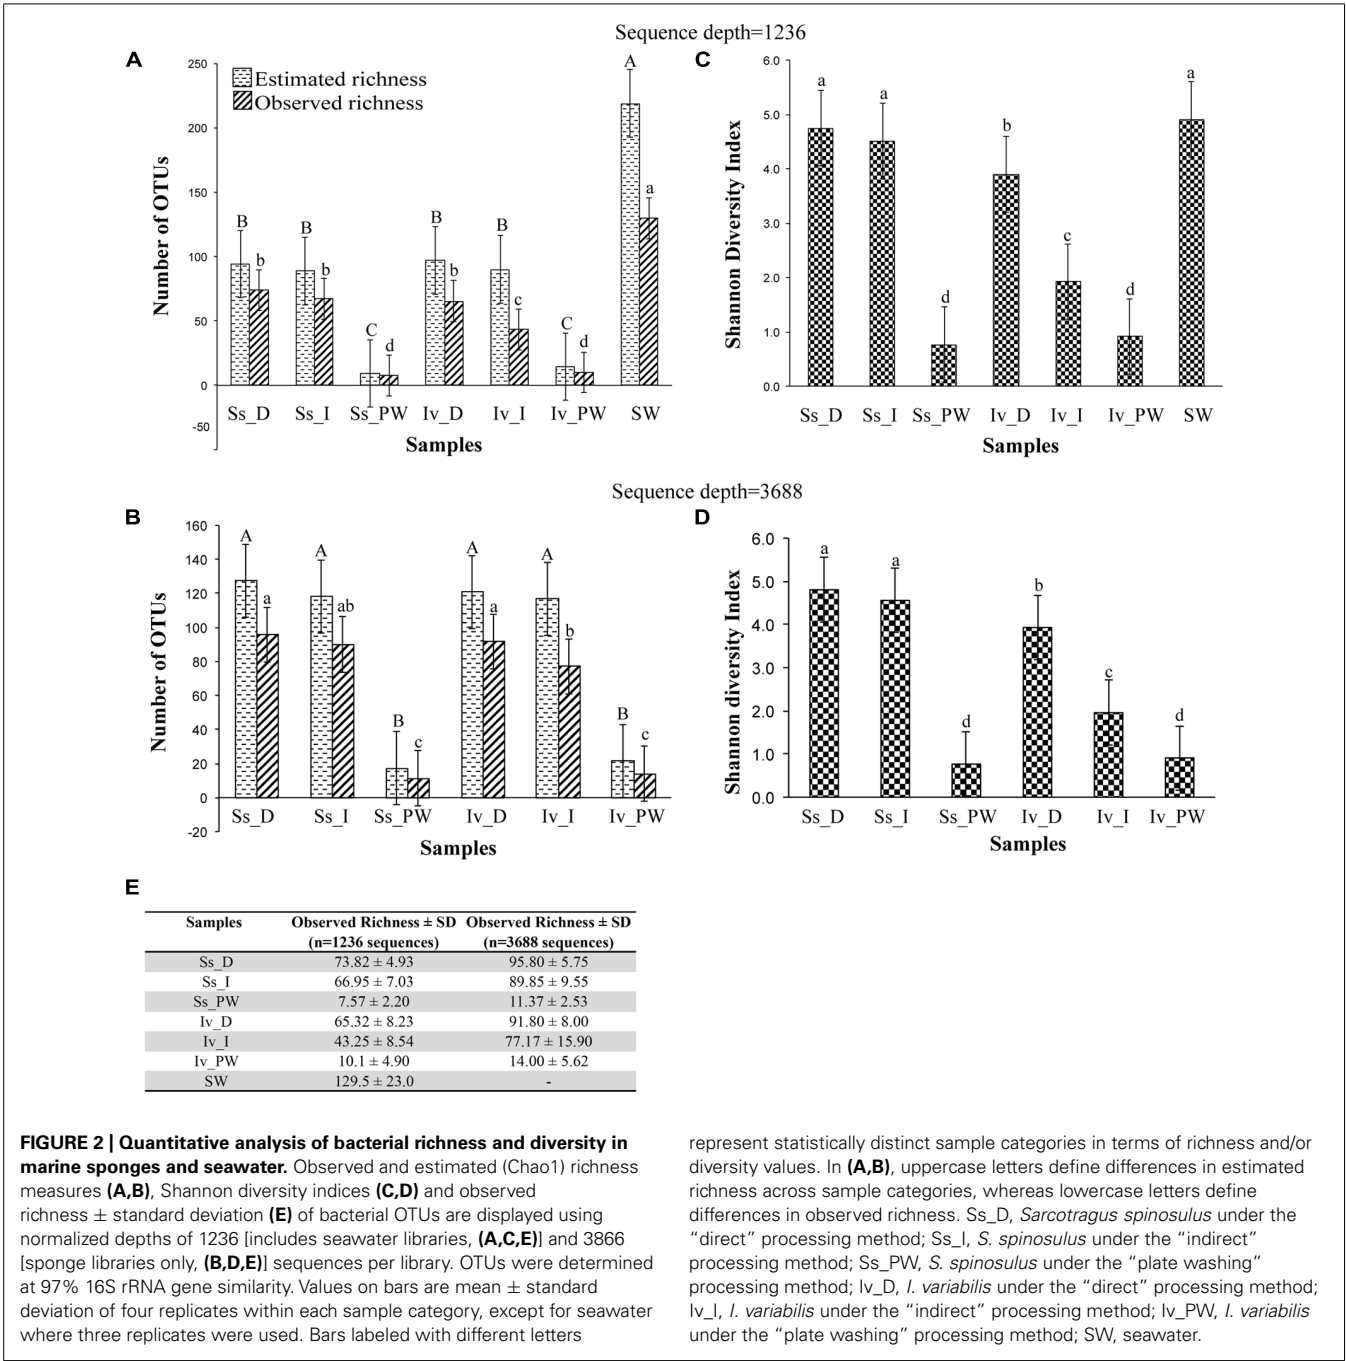 Sequence depth=1236
A
250
200
150
100
50
0
-50
Number of OTUs
Estimated richness
Observed richness
B
b
B
b
C
d
B
b
B
c
C
d
A
a
Ss_D Ss_I Ss_PW Iv_D Iv_I Iv_PW SW
Samples
C
6.0
5.0
4.0
3.0
2.0
1.0
0.0
Shannon Diversity Index
a
a
d
b
c
d
a
Ss_D Ss_I Ss_PW Iv_D Iv_I Iv_PW SW
Samples
Sequence depth=3688
B
160
140
120
100
80
60
40
20
0
-20
Number of OTUs
A
a
A
ab
B
c
A
a
A
b
B
c
Ss_D Ss_I Ss_PW Iv_D Iv_I Iv_PW
Samples
D
6.0
5.0
4.0
3.0
2.0
1.0
0.0
Shannon diversity Index
a
a
d
b
c
d
Ss_D Ss_I Ss_PW Iv_D Iv_I Iv_PW
Samples
E
Samples Observed Richness ± SD Observed Richness ± SD
(n=1236 sequences) (n=3688 sequences)
Ss_D 73.82 ± 4.93 95.80 ± 5.75
Ss_I 66.95 ± 7.03 89.85 ± 9.55
Ss_PW 7.57 ± 2.20 11.37 ± 2.53
Iv_D 65.32 ± 8.23 91.80 ± 8.00
Iv_I 43.25 ± 8.54 77.17 ± 15.90
Iv_PW 10.1 ± 4.90 14.00 ± 5.62
SW 129.5 ± 23.0 -
FIGURE 2 | Quantitative analysis of bacterial richness and diversity in
marine sponges and seawater. Observed and estimated (Chao1) richness
measures (A,B), Shannon diversity indices (C,D) and observed
richness ± standard deviation (E) of bacterial OTUs are displayed using
normalized depths of 1236 [includes seawater libraries, (A,C,E)] and 3866
[sponge libraries only, (B,D,E)] sequences per library. OTUs were determined
at 97% 16S rRNA gene similarity. Values on bars are mean ± standard
deviation of four replicates within each sample category, except for seawater
where three replicates were used. Bars labeled with different letters
represent statistically distinct sample categories in terms of richness and/or
diversity values. In (A,B), uppercase letters define differences in estimated
richness across sample categories, whereas lowercase letters define
differences in observed richness. Ss_D, Sarcotragus spinosulus under the
“direct” processing method; Ss_I, S. spinosulus under the “indirect”
processing method; Ss_PW, S. spinosulus under the “plate washing”
processing method; Iv_D, I. variabilis under the “direct” processing method;
Iv_I, I. variabilis under the “indirect” processing method; Iv_PW, I. variabilis
under the “plate washing” processing method; SW, seawater.